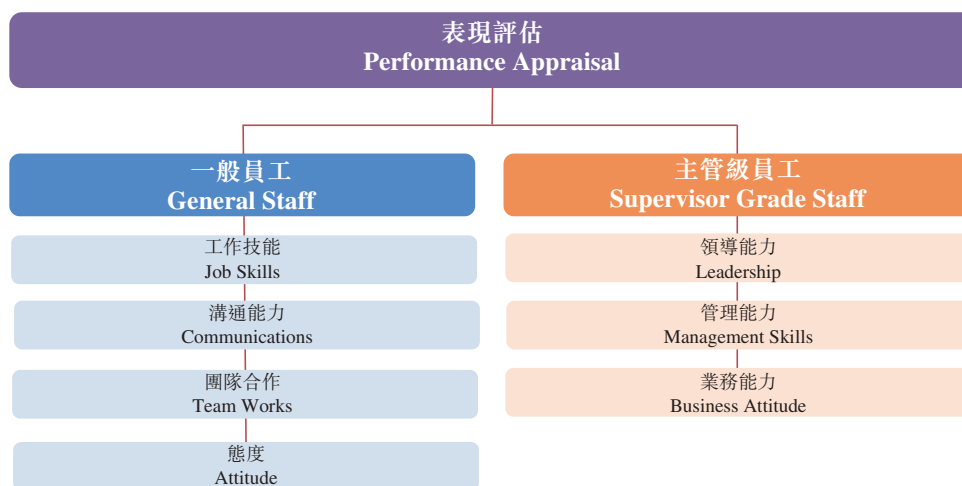 表現評估
Performance Appraisal
一般員工
General Staff
工作技能
Job Skills
溝通能力
Communications
團隊合作
Team Works
態度
Attitude
主管級員工
Supervisor Grade Staff
領導能力
Leadership
管理能力
Management Skills
業務能力
Business Attitude